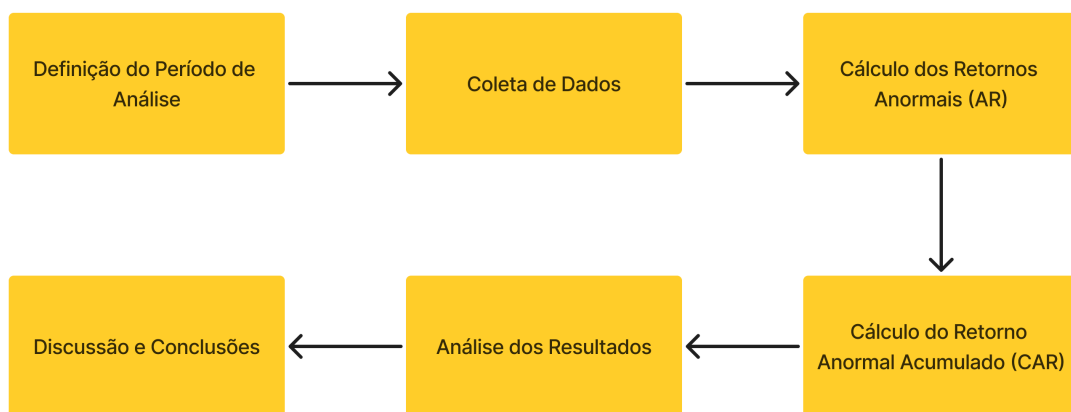 Definição do Período de
Análise
Coleta de Dados
Cálculo dos Retornos
Anormais (AR)
Cálculo do Retorno
Anormal Acumulado (CAR)
Análise dos Resultados
Discussão e Conclusões